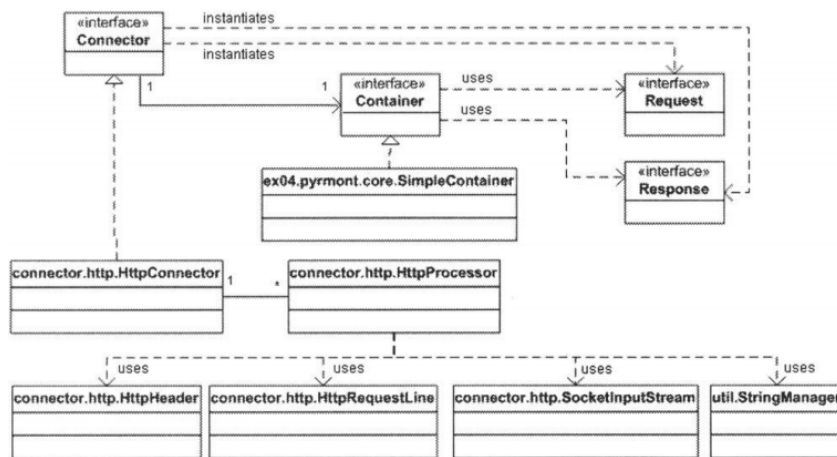 «interface»
Connector
instantiates
instantiates
1
1
«interface»
Container
uses
uses
«interface»
Request
«interface»
Response
ex04.pyrmont.core.SimpleContainer
connector.http.HttpConnector
1
*
connector.http.HttpProcessor
uses
uses
uses
uses
connector.http.HttpHeader
connector.http.HttpRequestLine
connector.http.SocketInputStream
util.StringManager